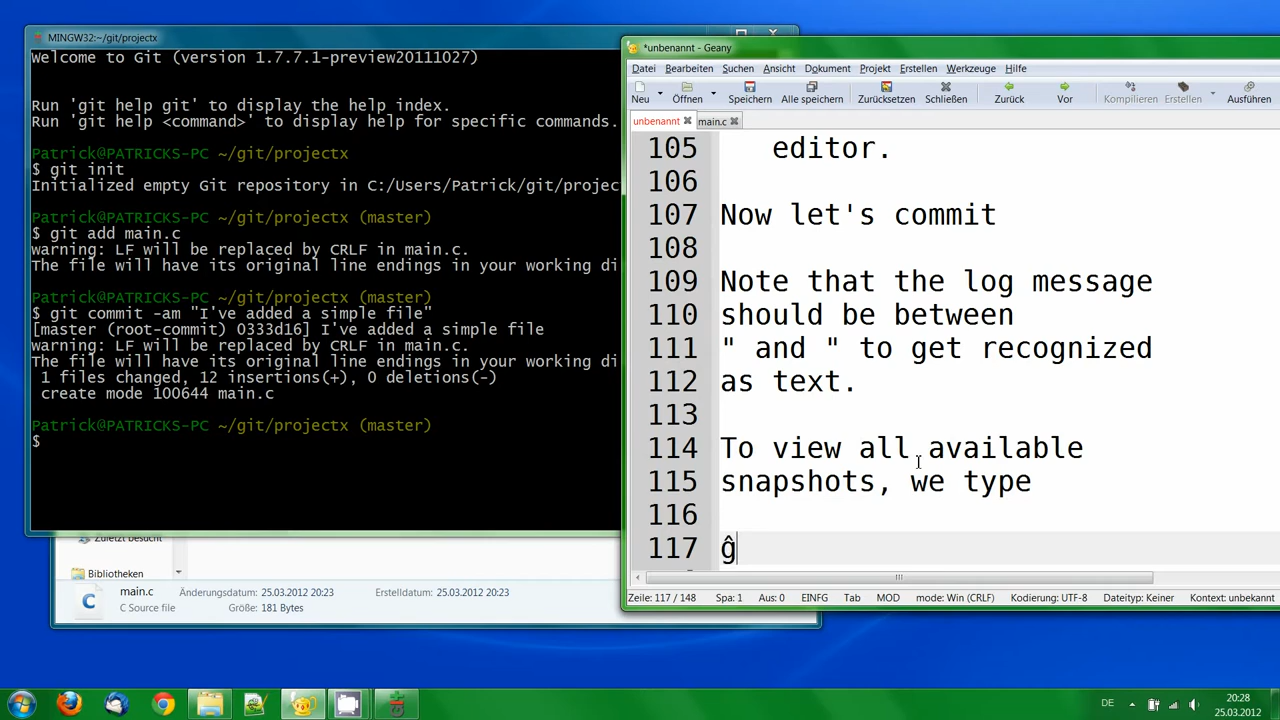 MINGW32:~/git/projectx
Welcome to Git (version 1.7.7.1-preview20111027)
Run 'git help git' to display the help index.
Run 'git help <command>' to display help for specific commands.
Patrick@PATRICKS-PC ~/git/projectx
$ git init
Initialized empty Git repository in C:/Users/Patrick/git/projec
Patrick@PATRICKS-PC ~/git/projectx (master)
$ git add main.c
warning: LF will be replaced by CRLF in main.c.
The file will have its original line endings in your working di
Patrick@PATRICKS-PC ~/git/projectx (master)
$ git commit -am "I've added a simple file"
[master (root-commit) 0333d16] I've added a simple file
warning: LF will be replaced by CRLF in main.c.
The file will have its original line endings in your working di
1 files changed, 12 insertions(+), 0 deletions(-)
create mode 100644 main.c
Patrick@PATRICKS-PC ~/git/projectx (master)
$
Zuletzt besucht
Bibliotheken
main.c Änderungsdatum: 25.03.2012 20:23 Erstelldatum: 25.03.2012 20:23
C Source file Größe: 181 Bytes
*unbenannt - Geany
Datei Bearbeiten Suchen Ansicht Dokument Projekt Erstellen Werkzeuge Hilfe
Neu Öffnen Speichern Alle speichern Zurücksetzen Schließen Zurück Vor Kompilieren Erstellen Ausführen
unbenannt main.c
105 editor.
106
107 Now let's commit
108
109 Note that the log message
110 should be between
111 " and " to get recognized
112 as text.
113
114 To view all available
115 snapshots, we type
116
117 ĝ
Zeile: 117 / 148 Spa: 1 Aus: 0 EINFG Tab MOD mode: Win (CRLF) Kodierung: UTF-8 Dateityp: Keiner Kontext: unbekannt
DE 20:28
25.03.2012